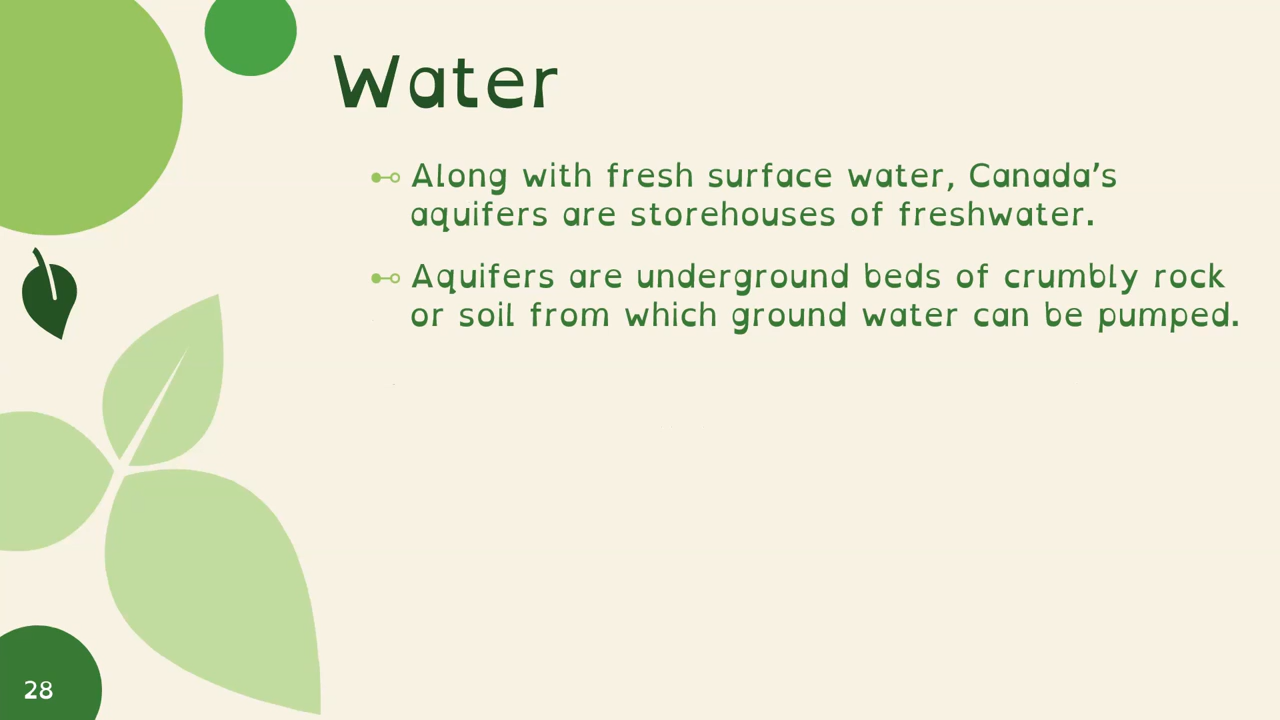 Water
Along with fresh surface water, Canada’s
aquifers are storehouses of freshwater.
Aquifers are underground beds of crumbly rock
or soil from which ground water can be pumped.
28